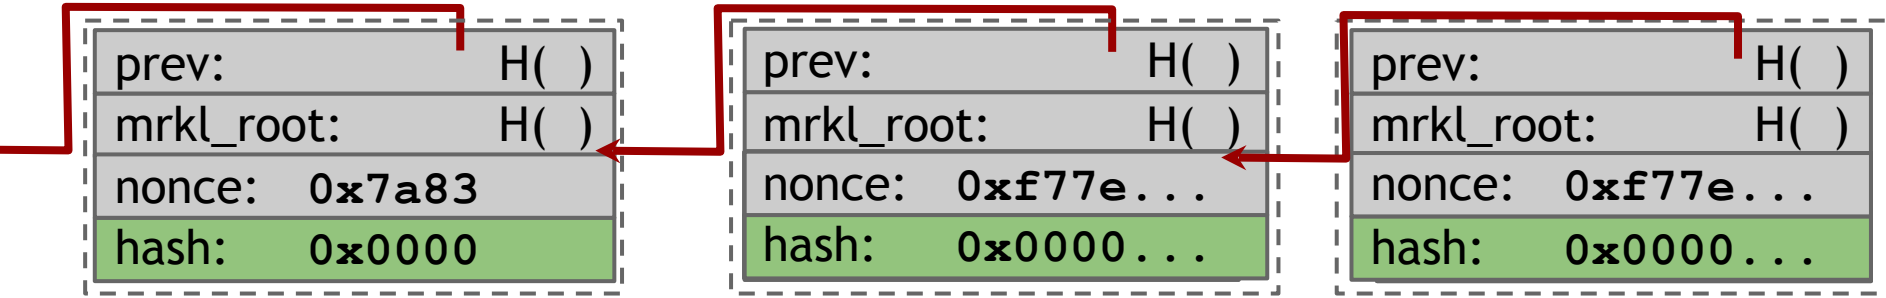 prev: H( )
mrkl_root: H( )
nonce: 0x7a83
hash: 0x0000
prev: H( )
mrkl_root: H( )
nonce: 0xf77e...
hash: 0x0000...
prev: H( )
mrkl_root: H( )
nonce: 0xf77e...
hash: 0x0000...